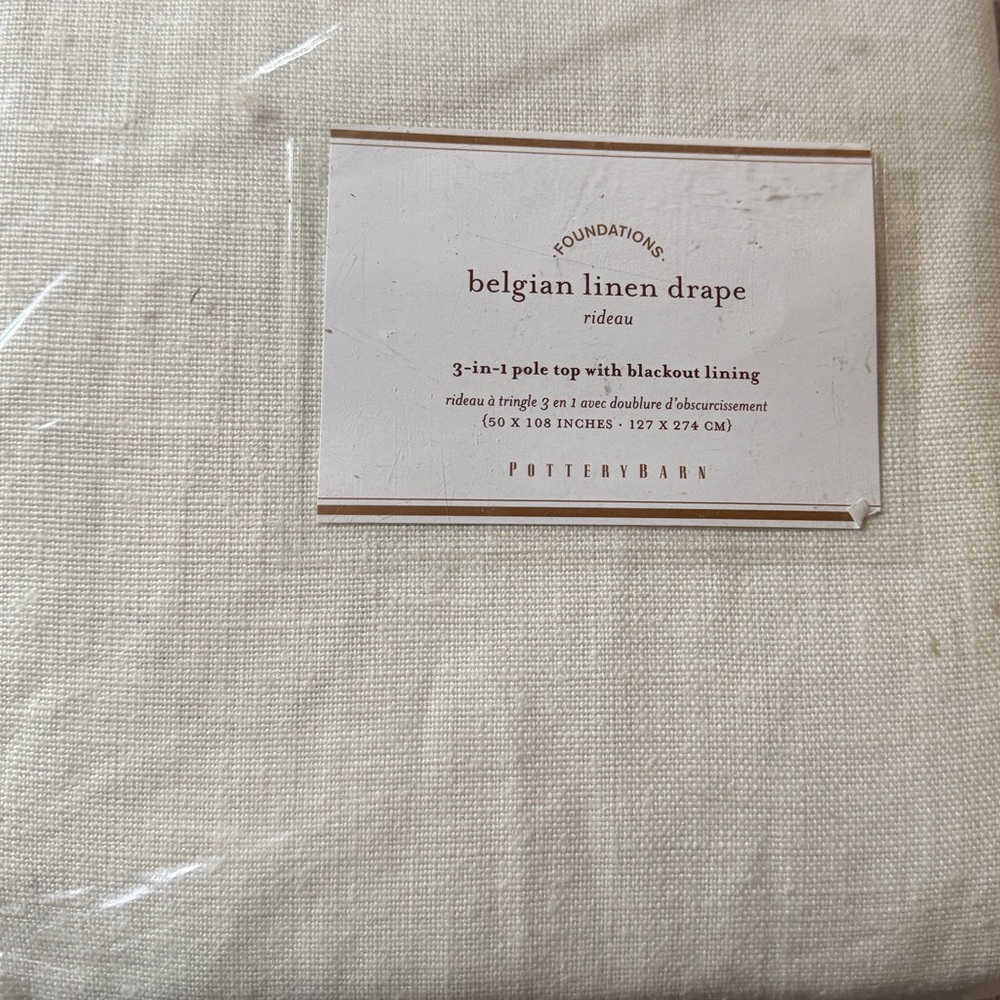 ·FOUNDATIONS·
belgian linen drape
rideau
3-in-1 pole top with blackout lining
rideau à tringle 3 en 1 avec doublure d'obscurcissement
{50 X 108 INCHES · 127 X 274 CM}
POTTERYBARN